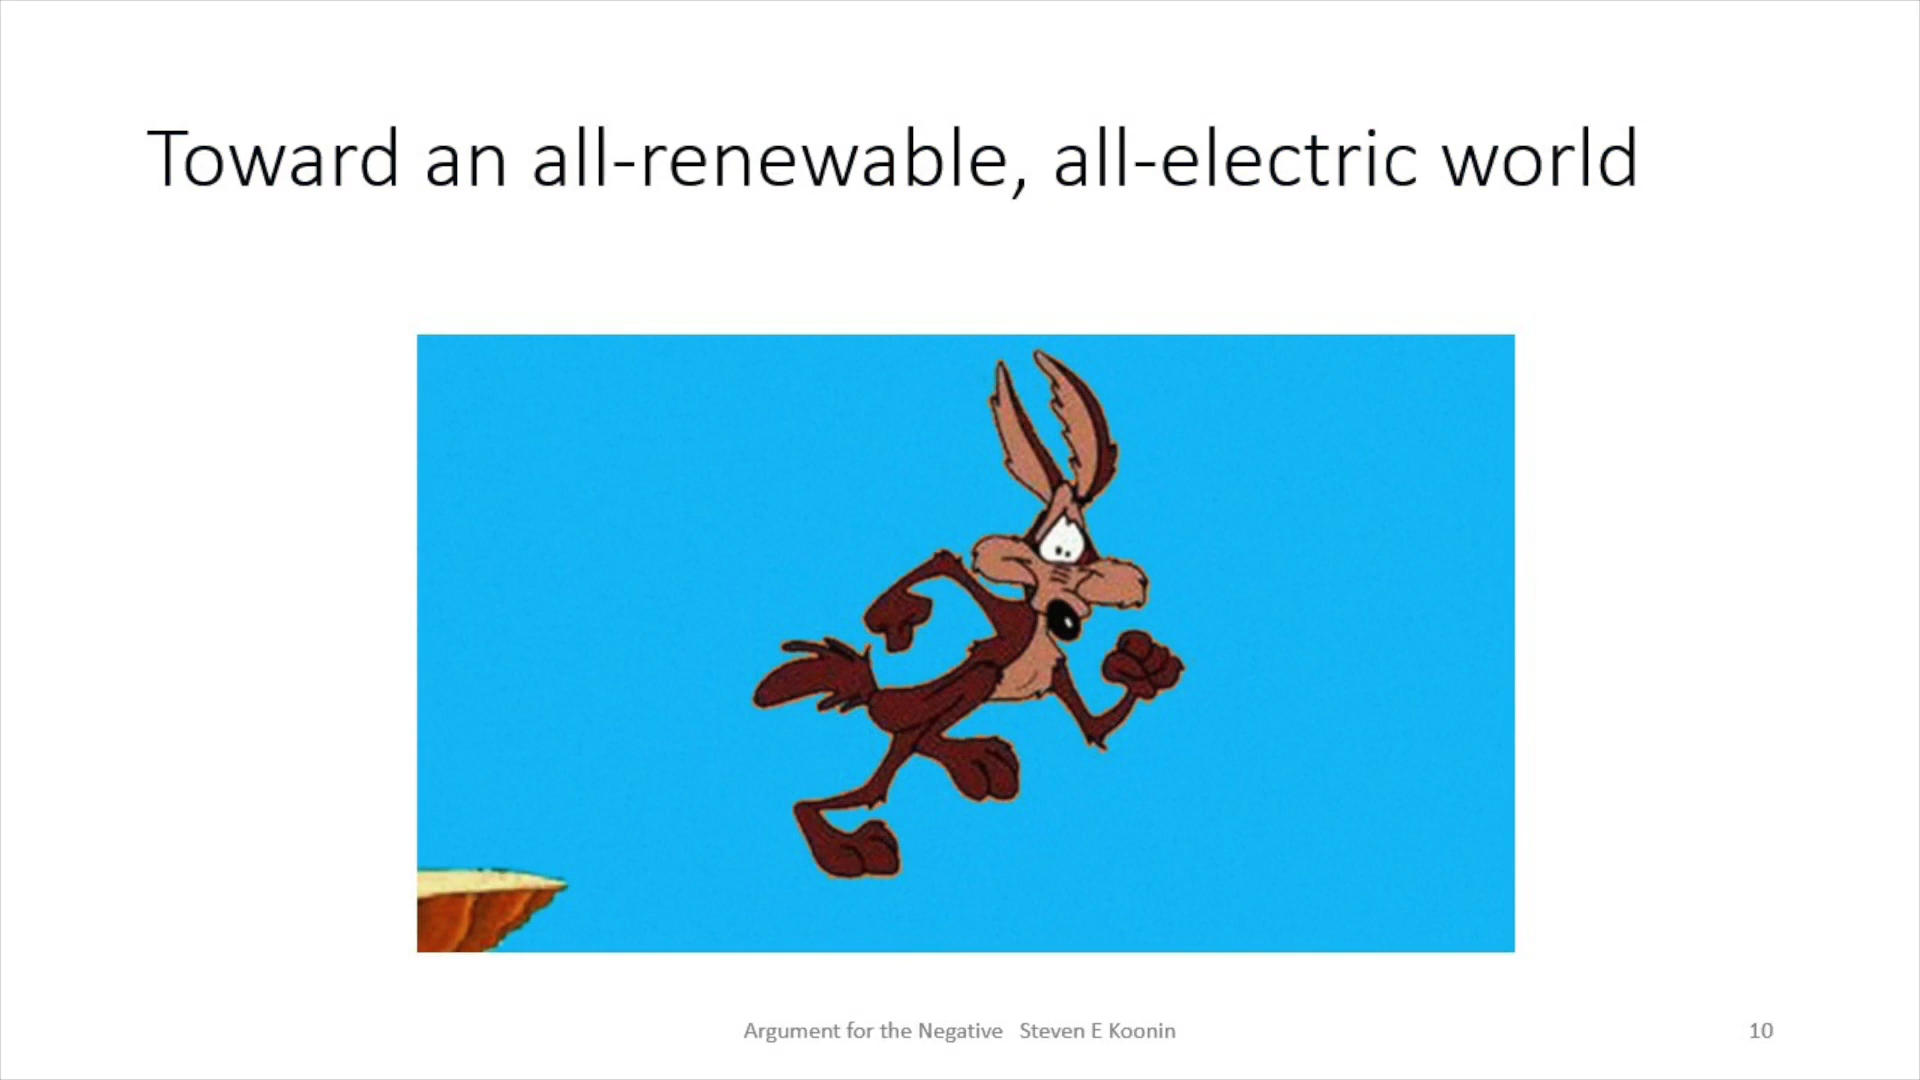 Toward an all-renewable, all-electric world
Argument for the Negative Steven E Koonin
10